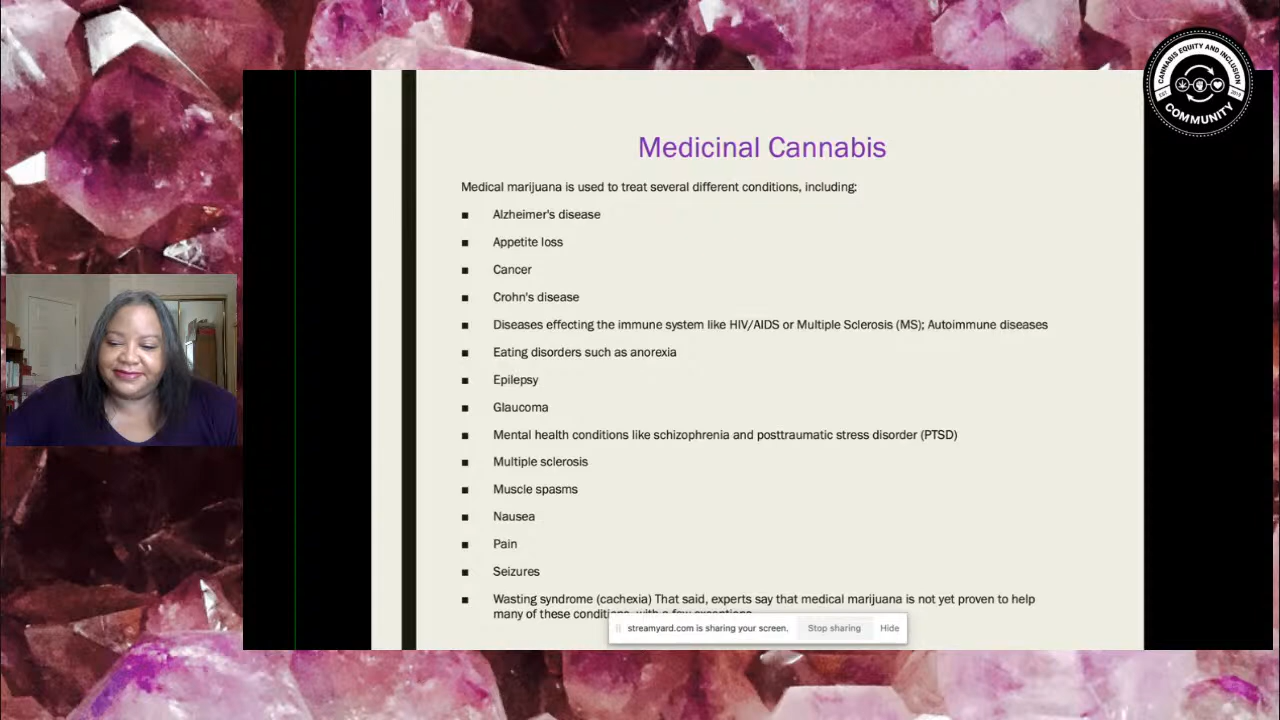 Medicinal Cannabis
Medical marijuana is used to treat several different conditions, including:
■ Alzheimer's disease
■ Appetite loss
■ Cancer
■ Crohn's disease
■ Diseases effecting the immune system like HIV/AIDS or Multiple Sclerosis (MS); Autoimmune diseases
■ Eating disorders such as anorexia
■ Epilepsy
■ Glaucoma
■ Mental health conditions like schizophrenia and posttraumatic stress disorder (PTSD)
■ Multiple sclerosis
■ Muscle spasms
■ Nausea
■ Pain
■ Seizures
■ Wasting syndrome (cachexia) That said, experts say that medical marijuana is not yet proven to help
many of these conditions, with a few exceptions
streamyard.com is sharing your screen. Stop sharing Hide
CANNABIS EQUITY AND INCLUSION
COMMUNITY